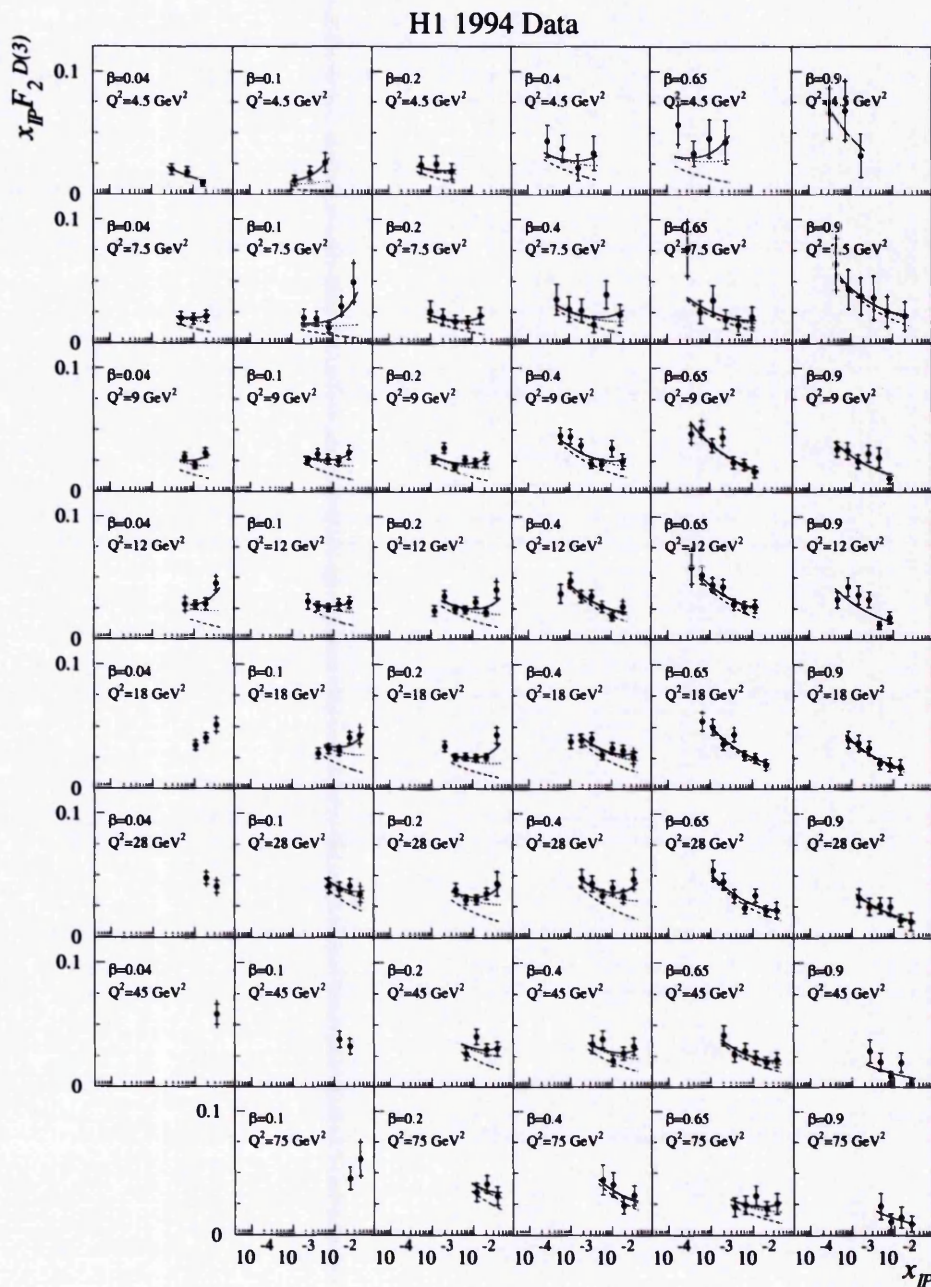 H1 1994 Data
x_IP F_2^D(3)
0.1
β=0.04 β=0.1 β=0.2 β=0.4 β=0.65 β=0.9
Q²=4.5 GeV² Q²=4.5 GeV² Q²=4.5 GeV² Q²=4.5 GeV² Q²=4.5 GeV² Q²=4.5 GeV²
0
0.1
β=0.04 β=0.1 β=0.2 β=0.4 β=0.65 β=0.9
Q²=7.5 GeV² Q²=7.5 GeV² Q²=7.5 GeV² Q²=7.5 GeV² Q²=7.5 GeV² Q²=7.5 GeV²
0
0.1
β=0.04 β=0.1 β=0.2 β=0.4 β=0.65 β=0.9
Q²=9 GeV² Q²=9 GeV² Q²=9 GeV² Q²=9 GeV² Q²=9 GeV² Q²=9 GeV²
0
0.1
β=0.04 β=0.1 β=0.2 β=0.4 β=0.65 β=0.9
Q²=12 GeV² Q²=12 GeV² Q²=12 GeV² Q²=12 GeV² Q²=12 GeV² Q²=12 GeV²
0
0.1
β=0.04 β=0.1 β=0.2 β=0.4 β=0.65 β=0.9
Q²=18 GeV² Q²=18 GeV² Q²=18 GeV² Q²=18 GeV² Q²=18 GeV² Q²=18 GeV²
0
0.1
β=0.04 β=0.1 β=0.2 β=0.4 β=0.65 β=0.9
Q²=28 GeV² Q²=28 GeV² Q²=28 GeV² Q²=28 GeV² Q²=28 GeV² Q²=28 GeV²
0
0.1
β=0.04 β=0.1 β=0.2 β=0.4 β=0.65 β=0.9
Q²=45 GeV² Q²=45 GeV² Q²=45 GeV² Q²=45 GeV² Q²=45 GeV² Q²=45 GeV²
0
0.1
β=0.1 β=0.2 β=0.4 β=0.65 β=0.9
Q²=75 GeV² Q²=75 GeV² Q²=75 GeV² Q²=75 GeV² Q²=75 GeV²
0
10⁻⁴ 10⁻² 10⁻⁴ 10⁻² 10⁻⁴ 10⁻² 10⁻⁴ 10⁻² 10⁻⁴ 10⁻²
10⁻³ 10⁻³ 10⁻³ 10⁻³ 10⁻³
x_IP